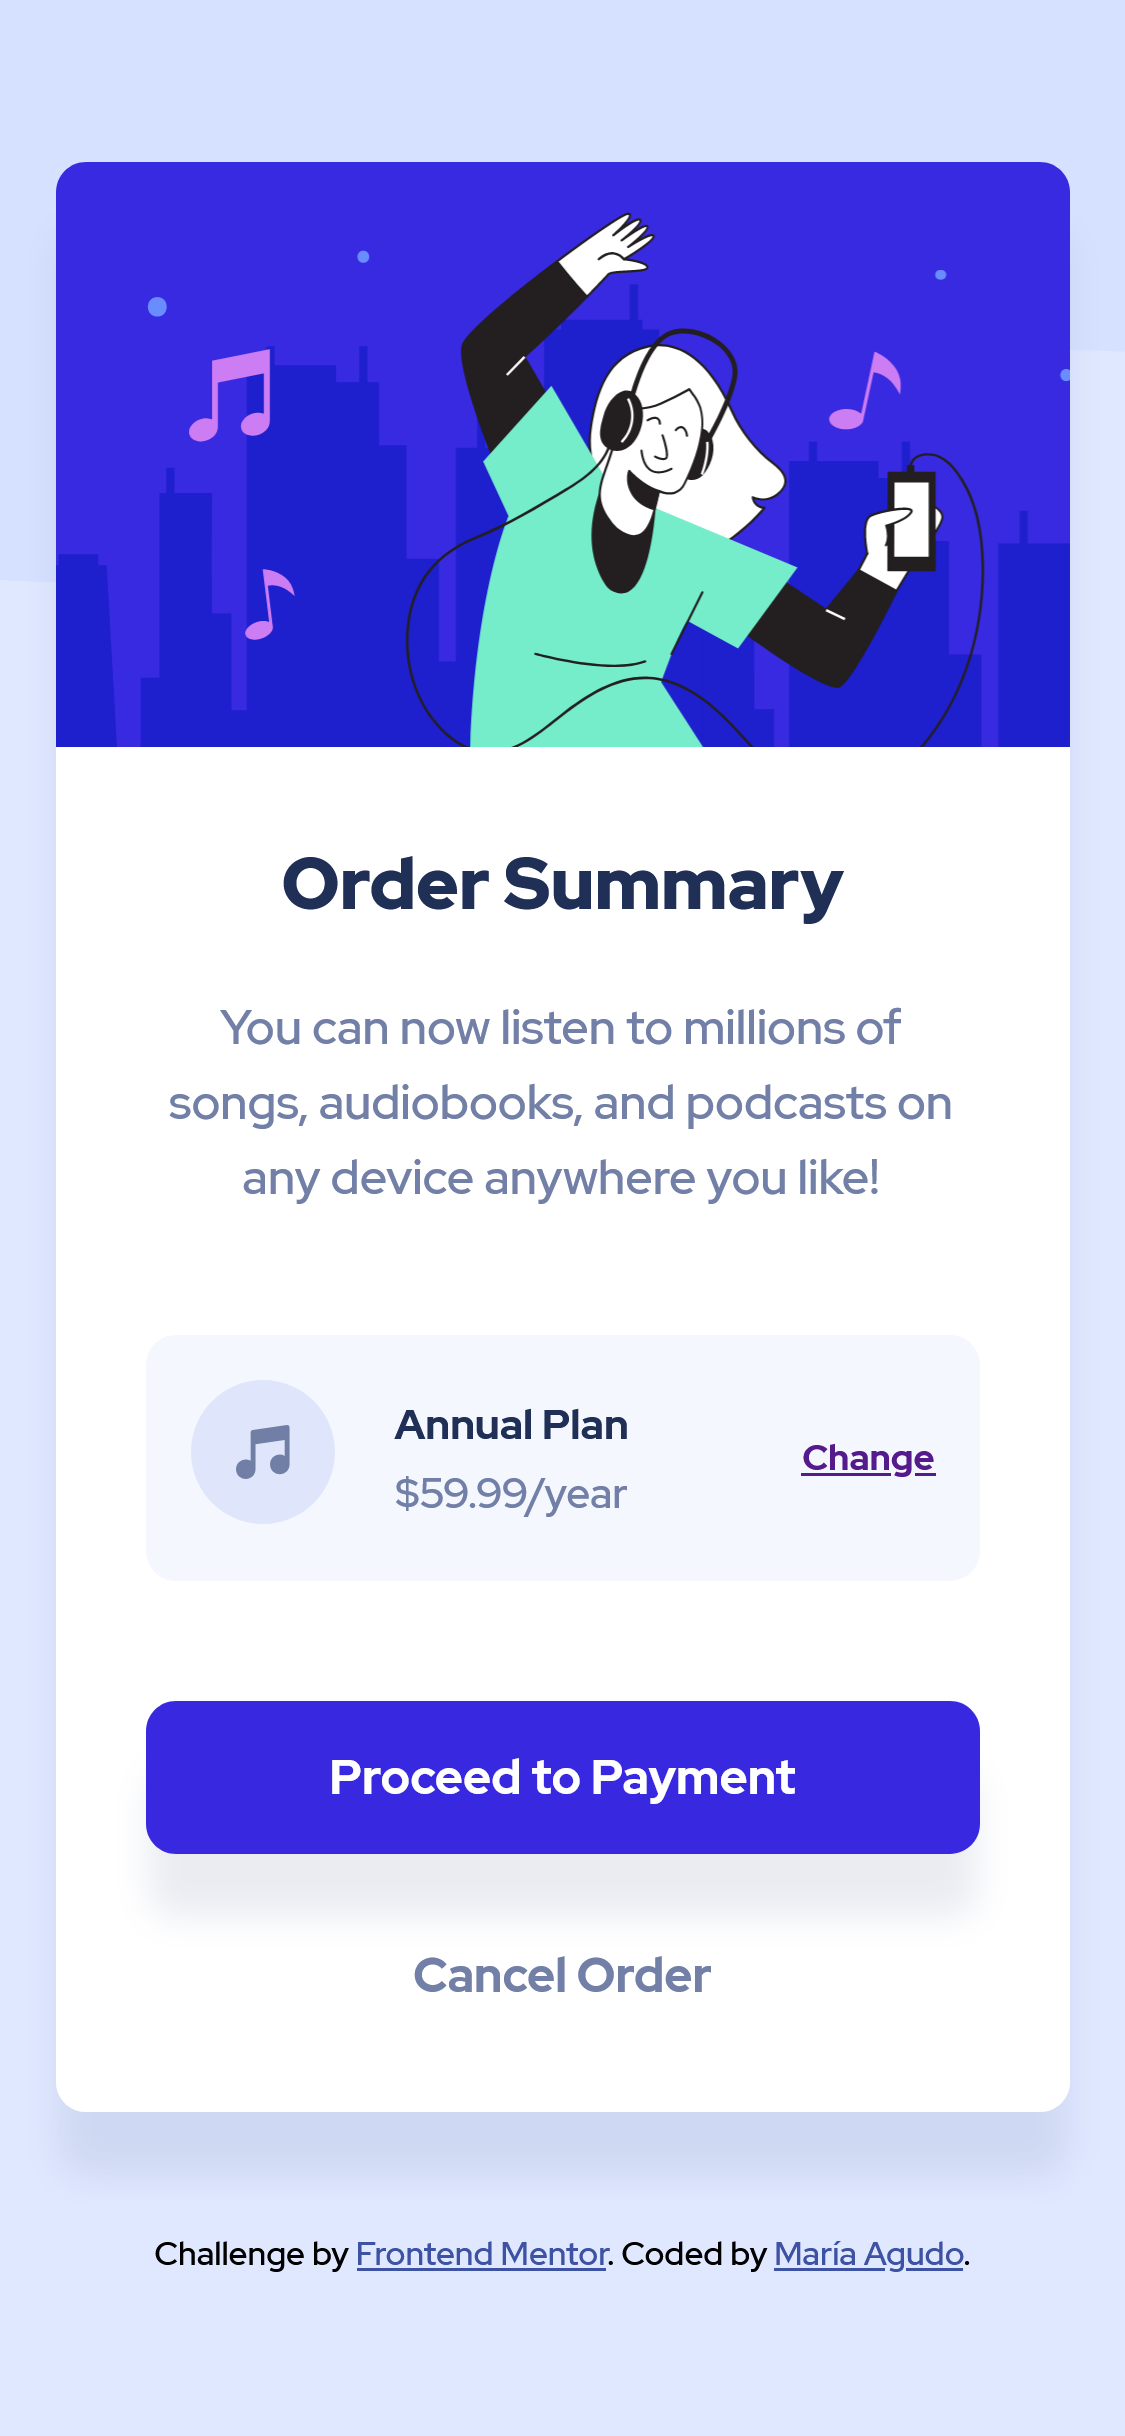 Order Summary
You can now listen to millions of
songs, audiobooks, and podcasts on
any device anywhere you like!
Annual Plan
$59.99/year
Change
Proceed to Payment
Cancel Order
Challenge by Frontend Mentor. Coded by María Agudo.